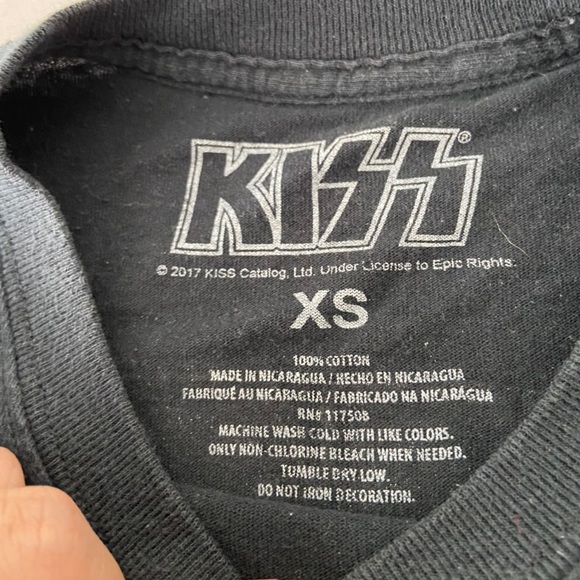 KISS®
© 2017 KISS Catalog, Ltd. Under License to Epic Rights.
XS
100% COTTON
MADE IN NICARAGUA / HECHO EN NICARAGUA
FABRIQUÉ AU NICARAGUA / FABRICADO NA NICARÁGUA
RN# 117508
MACHINE WASH COLD WITH LIKE COLORS.
ONLY NON-CHLORINE BLEACH WHEN NEEDED.
TUMBLE DRY LOW.
DO NOT IRON DECORATION.